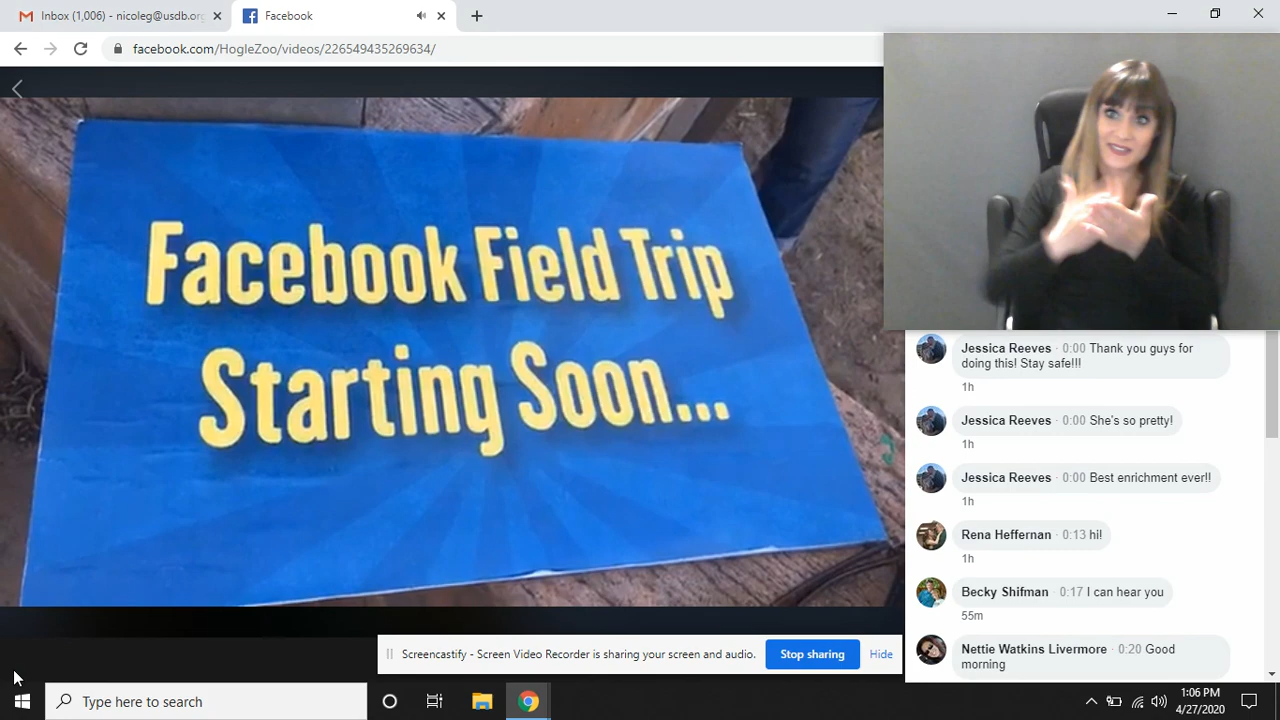 Inbox (1,006) - nicoleg@usdb.org
Facebook
facebook.com/HogleZoo/videos/226549435269634/
Facebook Field Trip
Starting Soon...
Jessica Reeves · 0:00 Thank you guys for
doing this! Stay safe!!!
1h
Jessica Reeves · 0:00 She's so pretty!
1h
Jessica Reeves · 0:00 Best enrichment ever!!
1h
Rena Heffernan · 0:13 hi!
1h
Becky Shifman · 0:17 I can hear you
55m
Nettie Watkins Livermore · 0:20 Good
morning
Screencastify - Screen Video Recorder is sharing your screen and audio.
Stop sharing
Hide
Type here to search
1:06 PM
4/27/2020